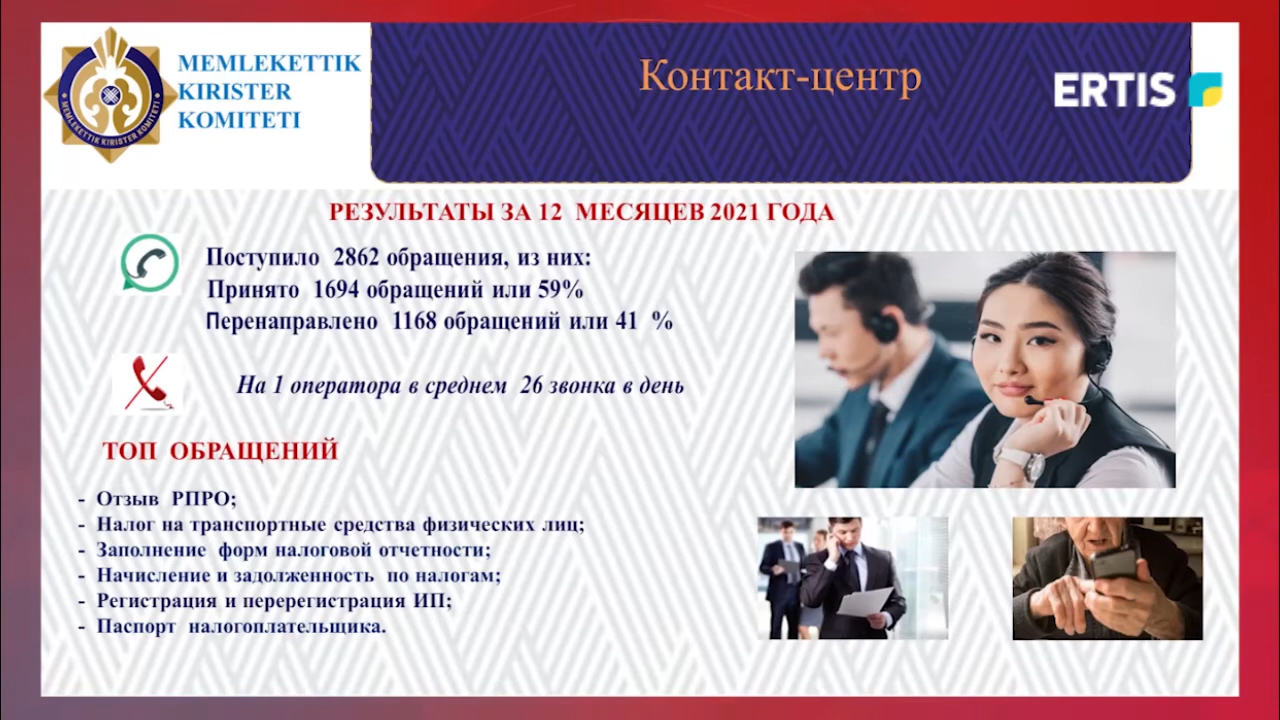 MEMLEKETTIK
KIRISTER
KOMITETI
MEMLEKETTIK KIRISTER KOMITETI
Контакт-центр
ERTIS
РЕЗУЛЬТАТЫ ЗА 12 МЕСЯЦЕВ 2021 ГОДА
Поступило 2862 обращения, из них:
Принято 1694 обращений или 59%
Перенаправлено 1168 обращений или 41 %
На 1 оператора в среднем 26 звонка в день
ТОП ОБРАЩЕНИЙ
- Отзыв РПРО;
- Налог на транспортные средства физических лиц;
- Заполнение форм налоговой отчетности;
- Начисление и задолженность по налогам;
- Регистрация и перерегистрация ИП;
- Паспорт налогоплательщика.